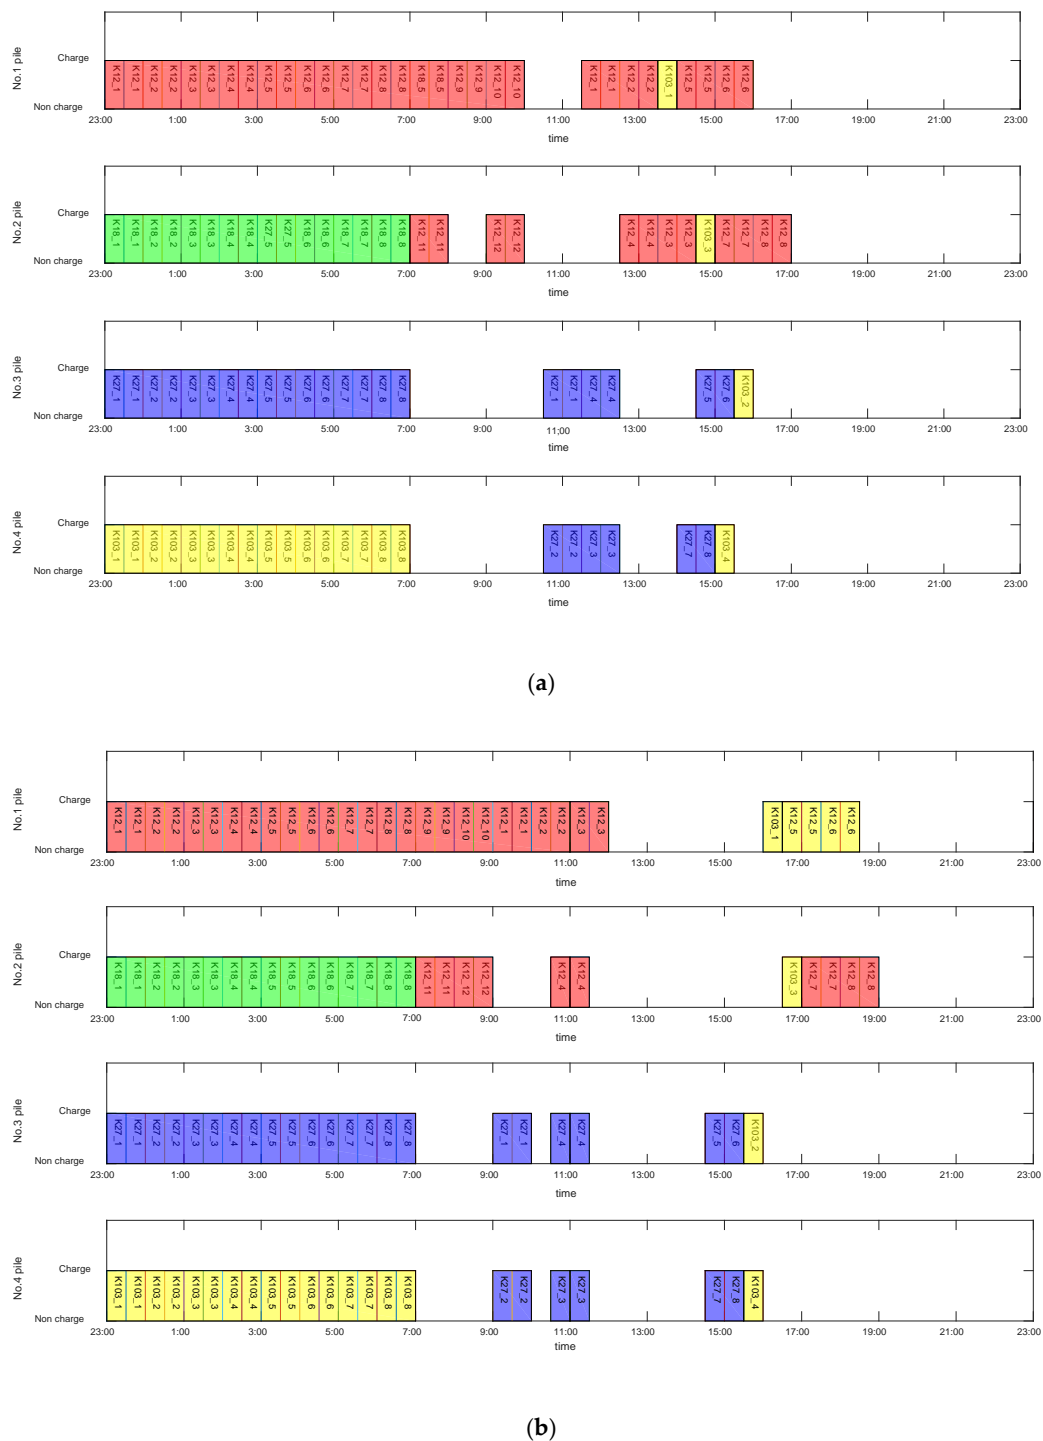 No.1 pile
Charge
K12_1 K12_1 K12_2 K12_2 K12_3 K12_3 K12_4 K12_4 K12_5 K12_5 K12_6 K12_6 K12_7 K12_7 K12_8 K12_8 K18_5 K18_5 K12_9 K12_9 K12_10 K12_10 K12_1 K12_1 K12_2 K12_2 K103_1 K12_5 K12_5 K12_6 K12_6
Non charge
23:00 1:00 3:00 5:00 7:00 9:00 11:00 13:00 15:00 17:00 19:00 21:00 23:00
time
No.2 pile
Charge
K18_1 K18_1 K18_2 K18_2 K18_3 K18_3 K18_4 K18_4 K27_5 K27_5 K18_6 K18_6 K18_7 K18_7 K18_8 K18_8 K12_11 K12_11 K12_12 K12_12 K12_4 K12_4 K12_3 K12_3 K103_3 K12_7 K12_7 K12_8 K12_8
Non charge
23:00 1:00 3:00 5:00 7:00 9:00 11:00 13:00 15:00 17:00 19:00 21:00 23:00
time
No.3 pile
Charge
K27_1 K27_1 K27_2 K27_2 K27_3 K27_3 K27_4 K27_4 K27_5 K27_5 K27_6 K27_6 K27_7 K27_7 K27_8 K27_8 K27_1 K27_1 K27_4 K27_4 K27_5 K27_6 K103_2
Non charge
23:00 1:00 3:00 5:00 7:00 9:00 11;00 13:00 15:00 17:00 19:00 21:00 23:00
time
No.4 pile
Charge
K103_1 K103_1 K103_2 K103_2 K103_3 K103_3 K103_4 K103_4 K103_5 K103_5 K103_6 K103_6 K103_7 K103_7 K103_8 K103_8 K27_2 K27_2 K27_3 K27_3 K27_7 K27_8 K103_4
Non charge
23:00 1:00 3:00 5:00 7:00 9:00 11:00 13:00 15:00 17:00 19:00 21:00 23:00
time
(a)
No.1 pile
Charge
K12_1 K12_1 K12_2 K12_2 K12_3 K12_3 K12_4 K12_4 K12_5 K12_5 K12_6 K12_6 K12_7 K12_7 K12_8 K12_8 K12_9 K12_9 K12_10 K12_10 K12_1 K12_1 K12_2 K12_2 K12_3 K12_3 K103_1 K12_5 K12_5 K12_6 K12_6
Non charge
23:00 1:00 3:00 5:00 7:00 9:00 11:00 13:00 15:00 17:00 19:00 21:00 23:00
time
No.2 pile
Charge
K18_1 K18_1 K18_2 K18_2 K18_3 K18_3 K18_4 K18_4 K18_5 K18_5 K18_6 K18_6 K18_7 K18_7 K18_8 K18_8 K12_11 K12_11 K12_12 K12_12 K12_4 K12_4 K103_3 K12_7 K12_7 K12_8 K12_8
Non charge
23:00 1:00 3:00 5:00 7:00 9:00 11:00 13:00 15:00 17:00 19:00 21:00 23:00
time
No.3 pile
Charge
K27_1 K27_1 K27_2 K27_2 K27_3 K27_3 K27_4 K27_4 K27_5 K27_5 K27_6 K27_6 K27_7 K27_7 K27_8 K27_8 K27_1 K27_1 K27_4 K27_4 K27_5 K27_6 K103_2
Non charge
23:00 1:00 3:00 5:00 7:00 9:00 11:00 13:00 15:00 17:00 19:00 21:00 23:00
time
No.4 pile
Charge
K103_1 K103_1 K103_2 K103_2 K103_3 K103_3 K103_4 K103_4 K103_5 K103_5 K103_6 K103_6 K103_7 K103_7 K103_8 K103_8 K27_2 K27_2 K27_3 K27_3 K27_7 K27_8 K103_4
Non charge
23:00 1:00 3:00 5:00 7:00 9:00 11:00 13:00 15:00 17:00 19:00 21:00 23:00
time
(b)